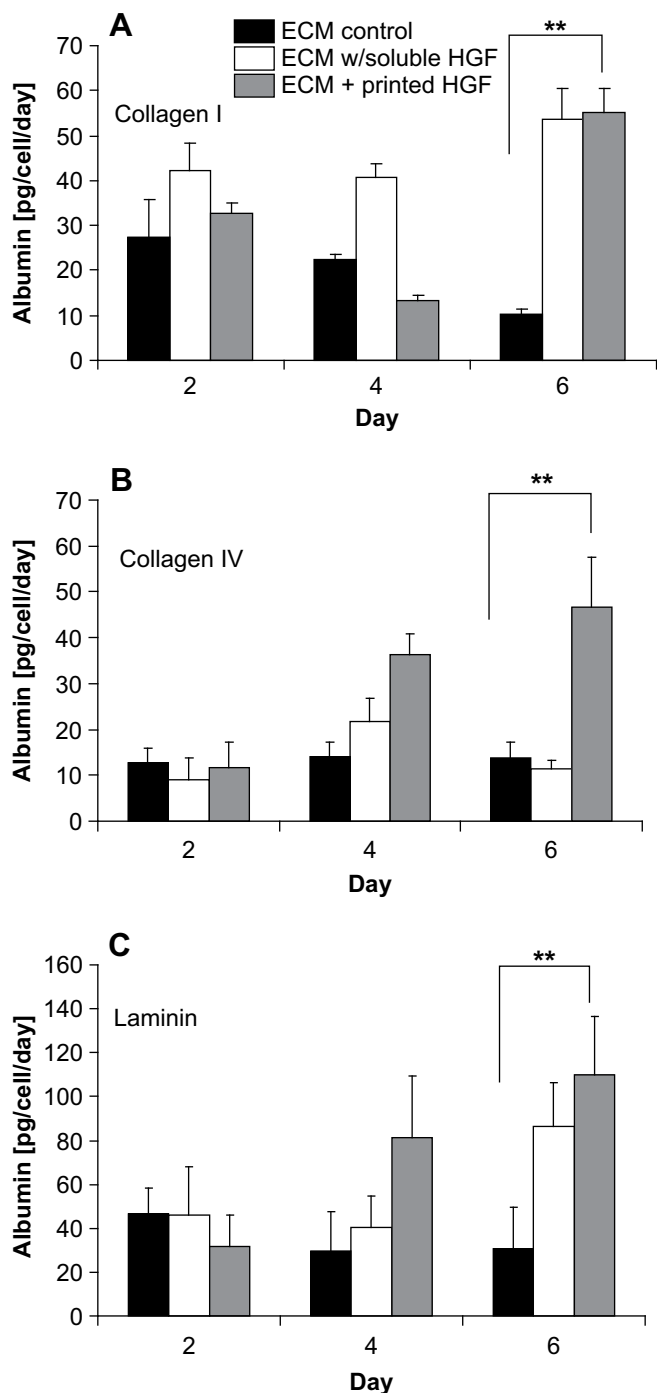 A
ECM control
ECM w/soluble HGF
ECM + printed HGF
**
Collagen I
Albumin [pg/cell/day]
70
60
50
40
30
20
10
0
2 4 6
Day
B
**
Collagen IV
Albumin [pg/cell/day]
70
60
50
40
30
20
10
0
2 4 6
Day
C
**
Laminin
Albumin [pg/cell/day]
160
140
120
100
80
60
40
20
0
2 4 6
Day